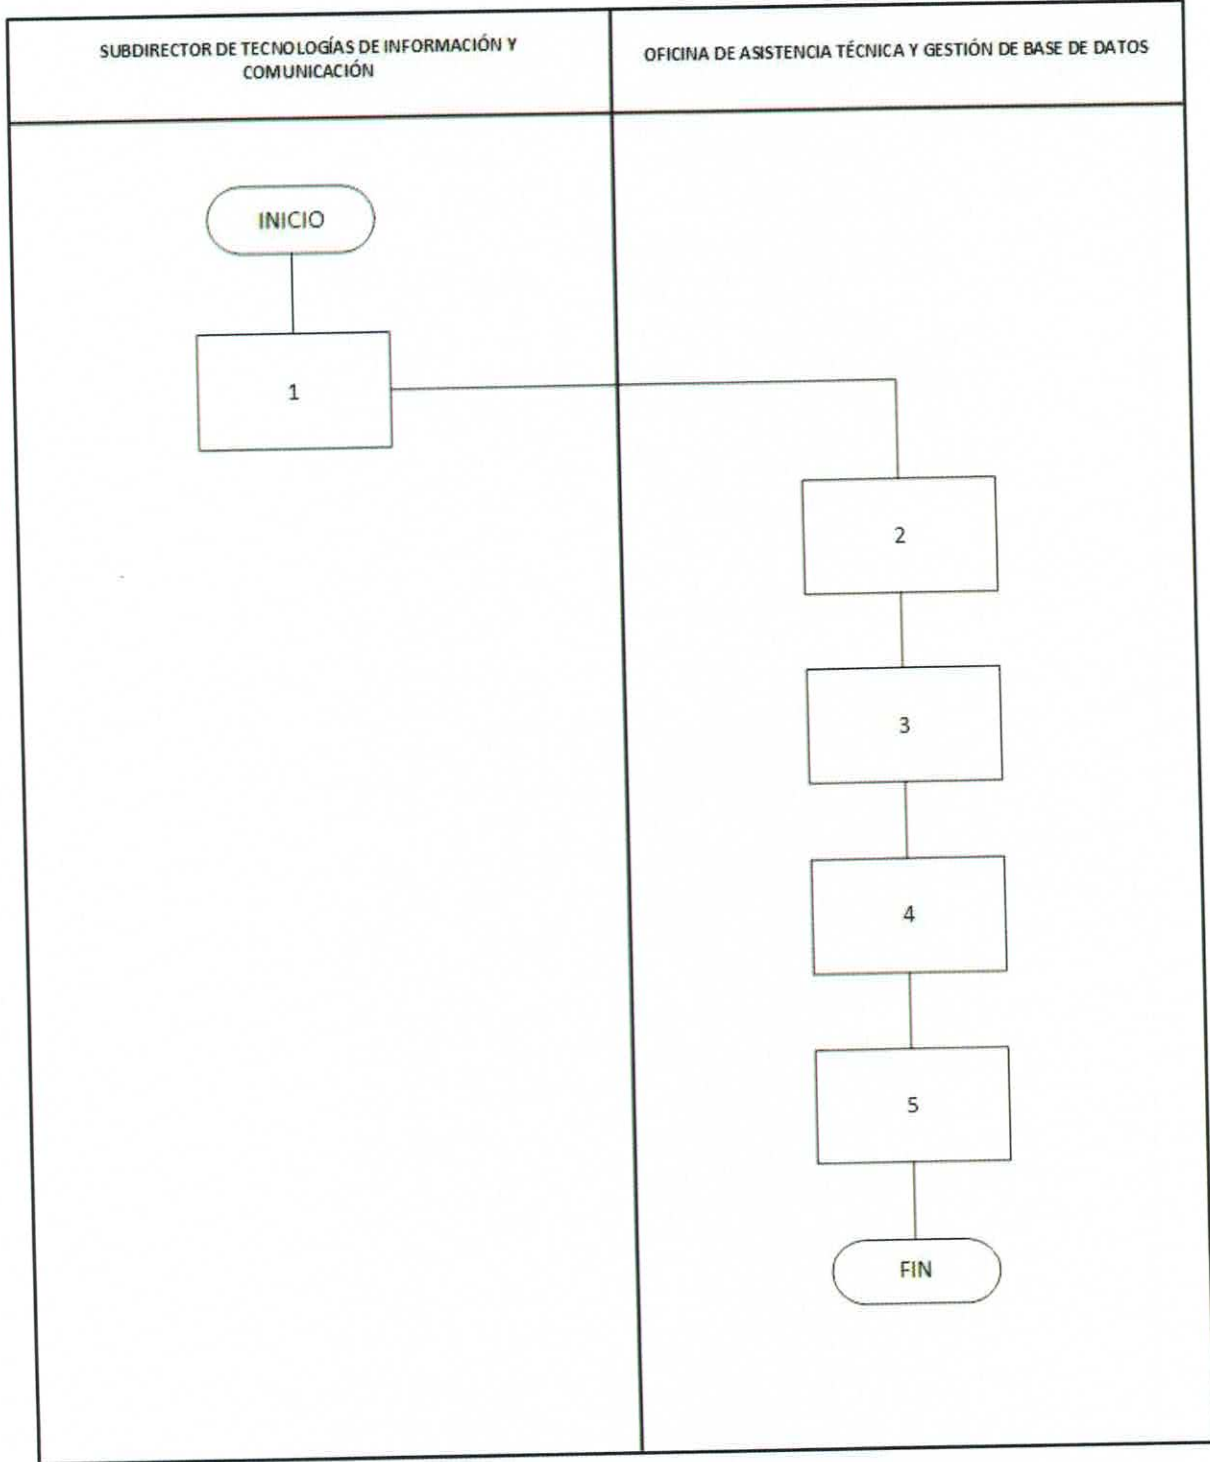 SUBDIRECTOR DE TECNOLOGÍAS DE INFORMACIÓN Y
COMUNICACIÓN
OFICINA DE ASISTENCIA TÉCNICA Y GESTIÓN DE BASE DE DATOS
INICIO
1
2
3
4
5
FIN